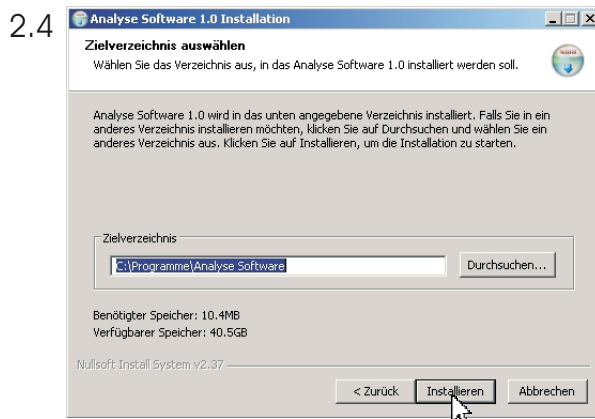 2.4
Analyse Software 1.0 Installation
Zielverzeichnis auswählen
Wählen Sie das Verzeichnis aus, in das Analyse Software 1.0 installiert werden soll.
Analyse Software 1.0 wird in das unten angegebene Verzeichnis installiert. Falls Sie in ein
anderes Verzeichnis installieren möchten, klicken Sie auf Durchsuchen und wählen Sie ein
anderes Verzeichnis aus. Klicken Sie auf Installieren, um die Installation zu starten.
Zielverzeichnis
C:\Programme\Analyse Software
Durchsuchen...
Benötigter Speicher: 10.4MB
Verfügbarer Speicher: 40.5GB
Nullsoft Install System v2.37
< Zurück Installieren Abbrechen